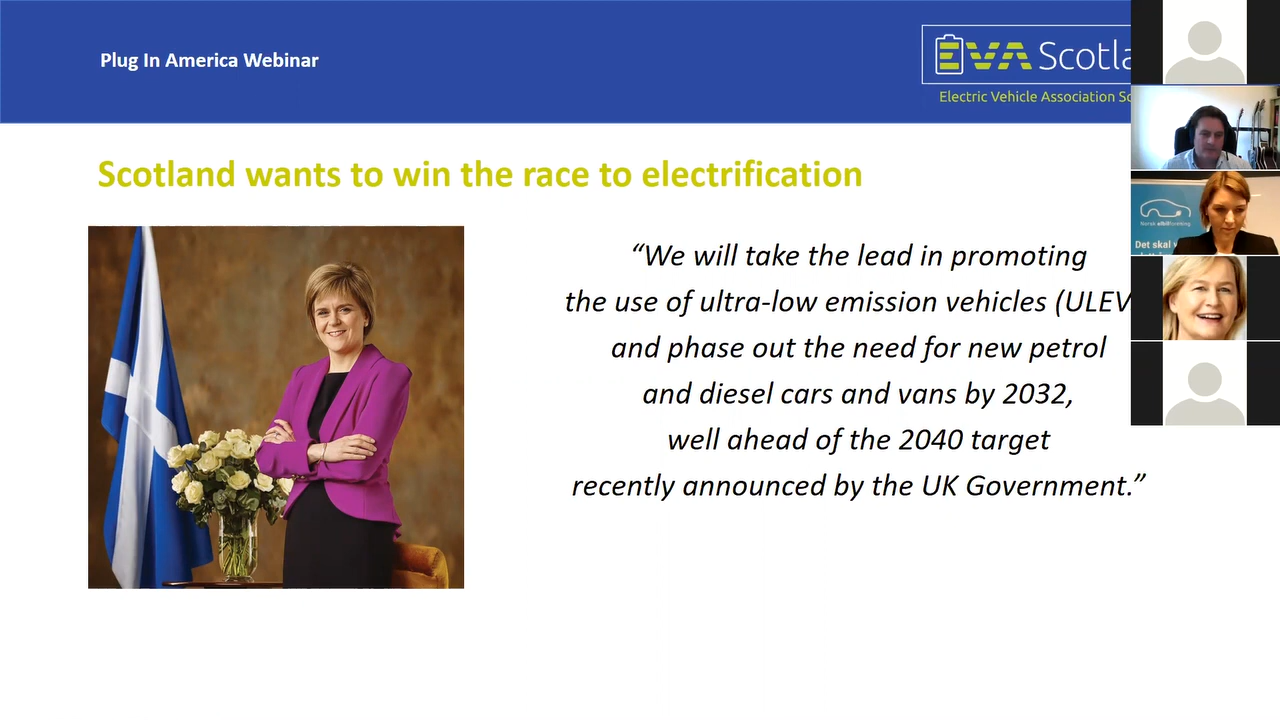 Plug In America Webinar
EVA Scotla
Electric Vehicle Association Sc
Scotland wants to win the race to electrification
“We will take the lead in promoting
the use of ultra-low emission vehicles (ULEV
and phase out the need for new petrol
and diesel cars and vans by 2032,
well ahead of the 2040 target
recently announced by the UK Government.”
Norsk elbilforening
Det skal